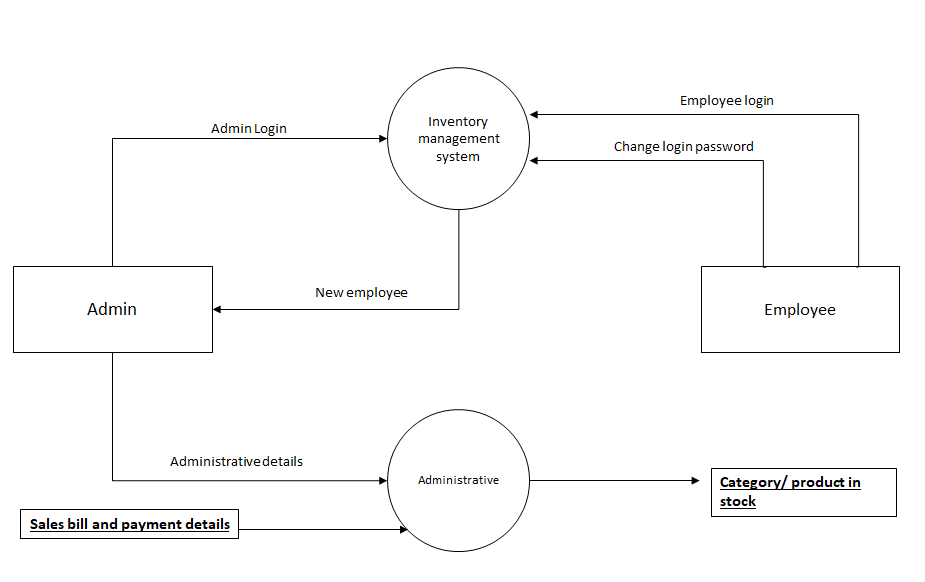 Employee login
Admin Login
Inventory
management
system
Change login password
New employee
Admin
Employee
Administrative details
Administrative
Category/ product in
stock
Sales bill and payment details